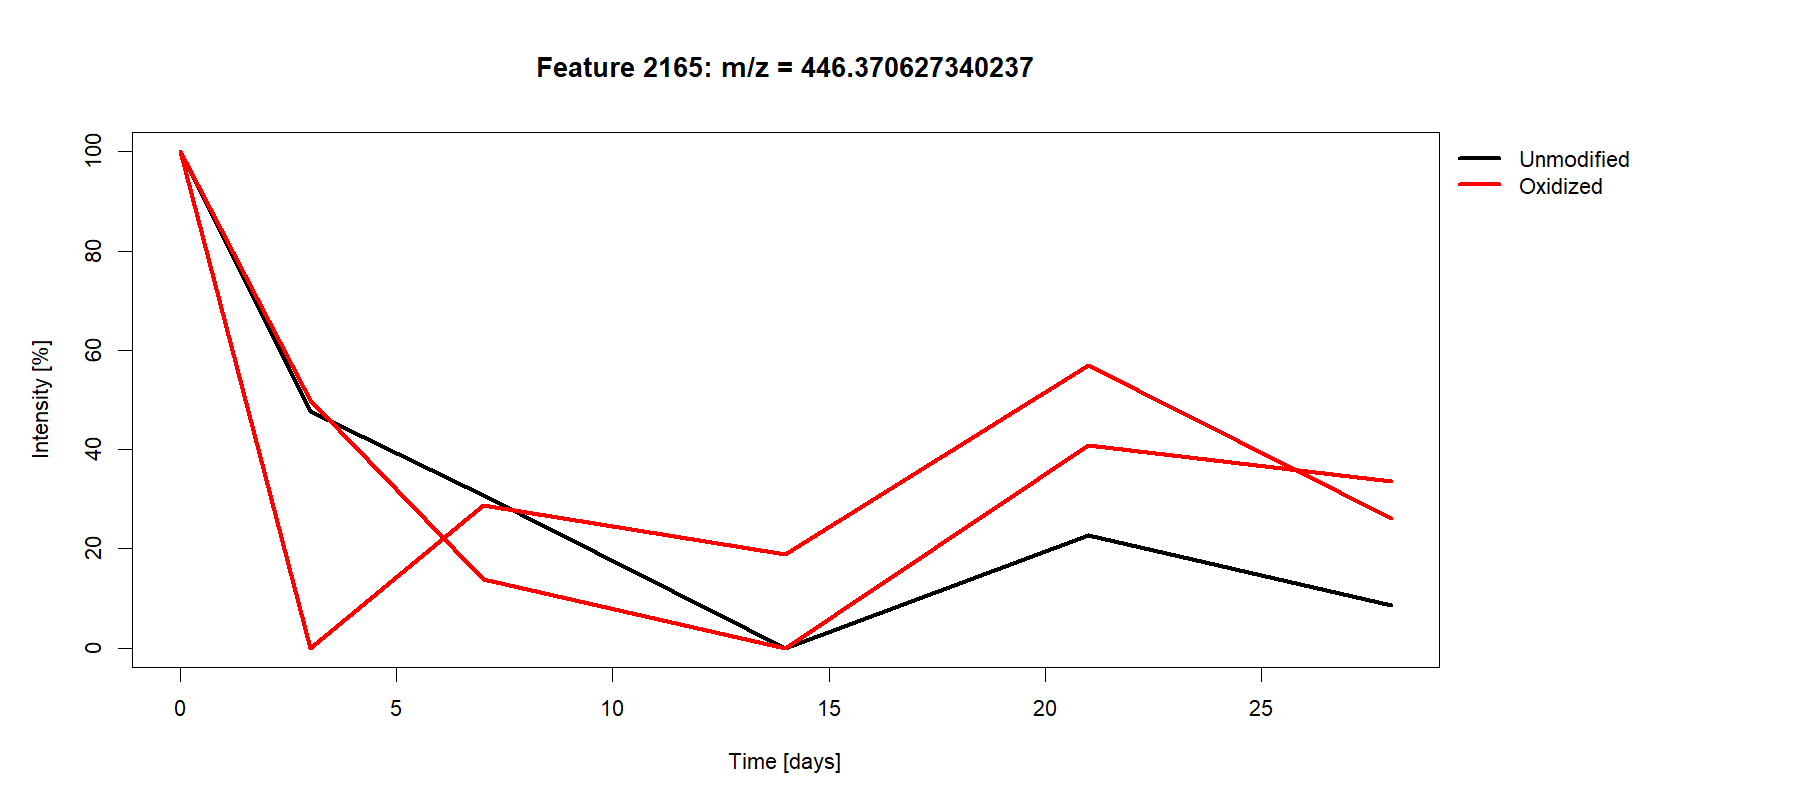 Feature 2165: m/z = 446.370627340237
Unmodified
Oxidized
Intensity [%]
100
80
60
40
20
0
0 5 10 15 20 25
Time [days]